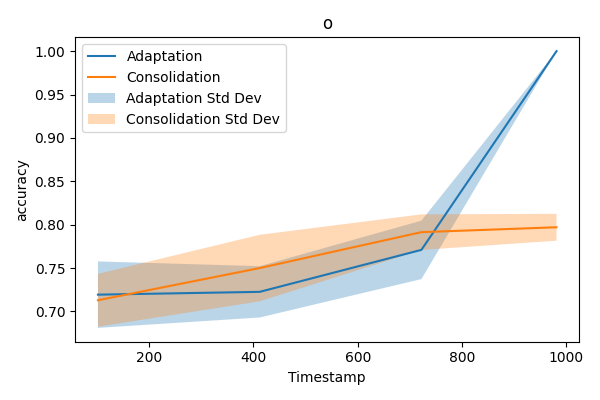 o
Adaptation
Consolidation
Adaptation Std Dev
Consolidation Std Dev
accuracy
1.00
0.95
0.90
0.85
0.80
0.75
0.70
200 400 600 800 1000
Timestamp